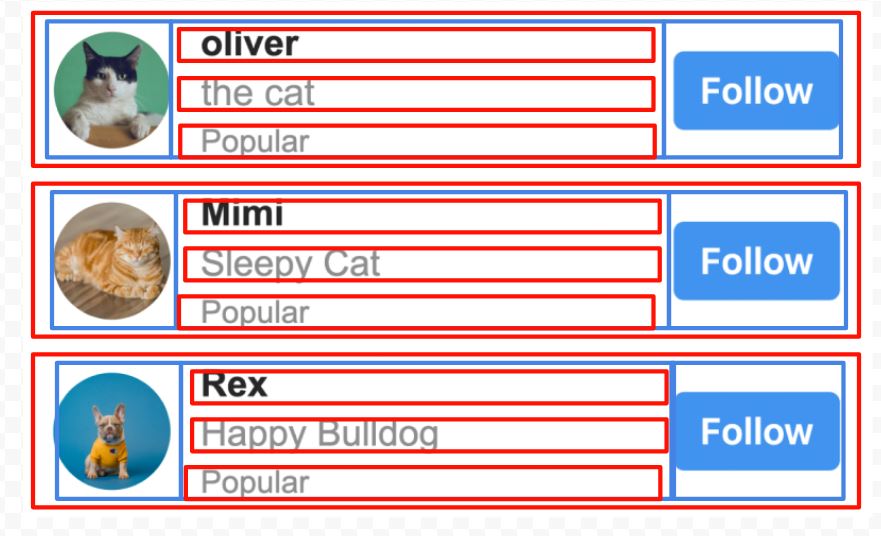 oliver
the cat
Popular
Follow
Mimi
Sleepy Cat
Popular
Follow
Rex
Happy Bulldog
Popular
Follow